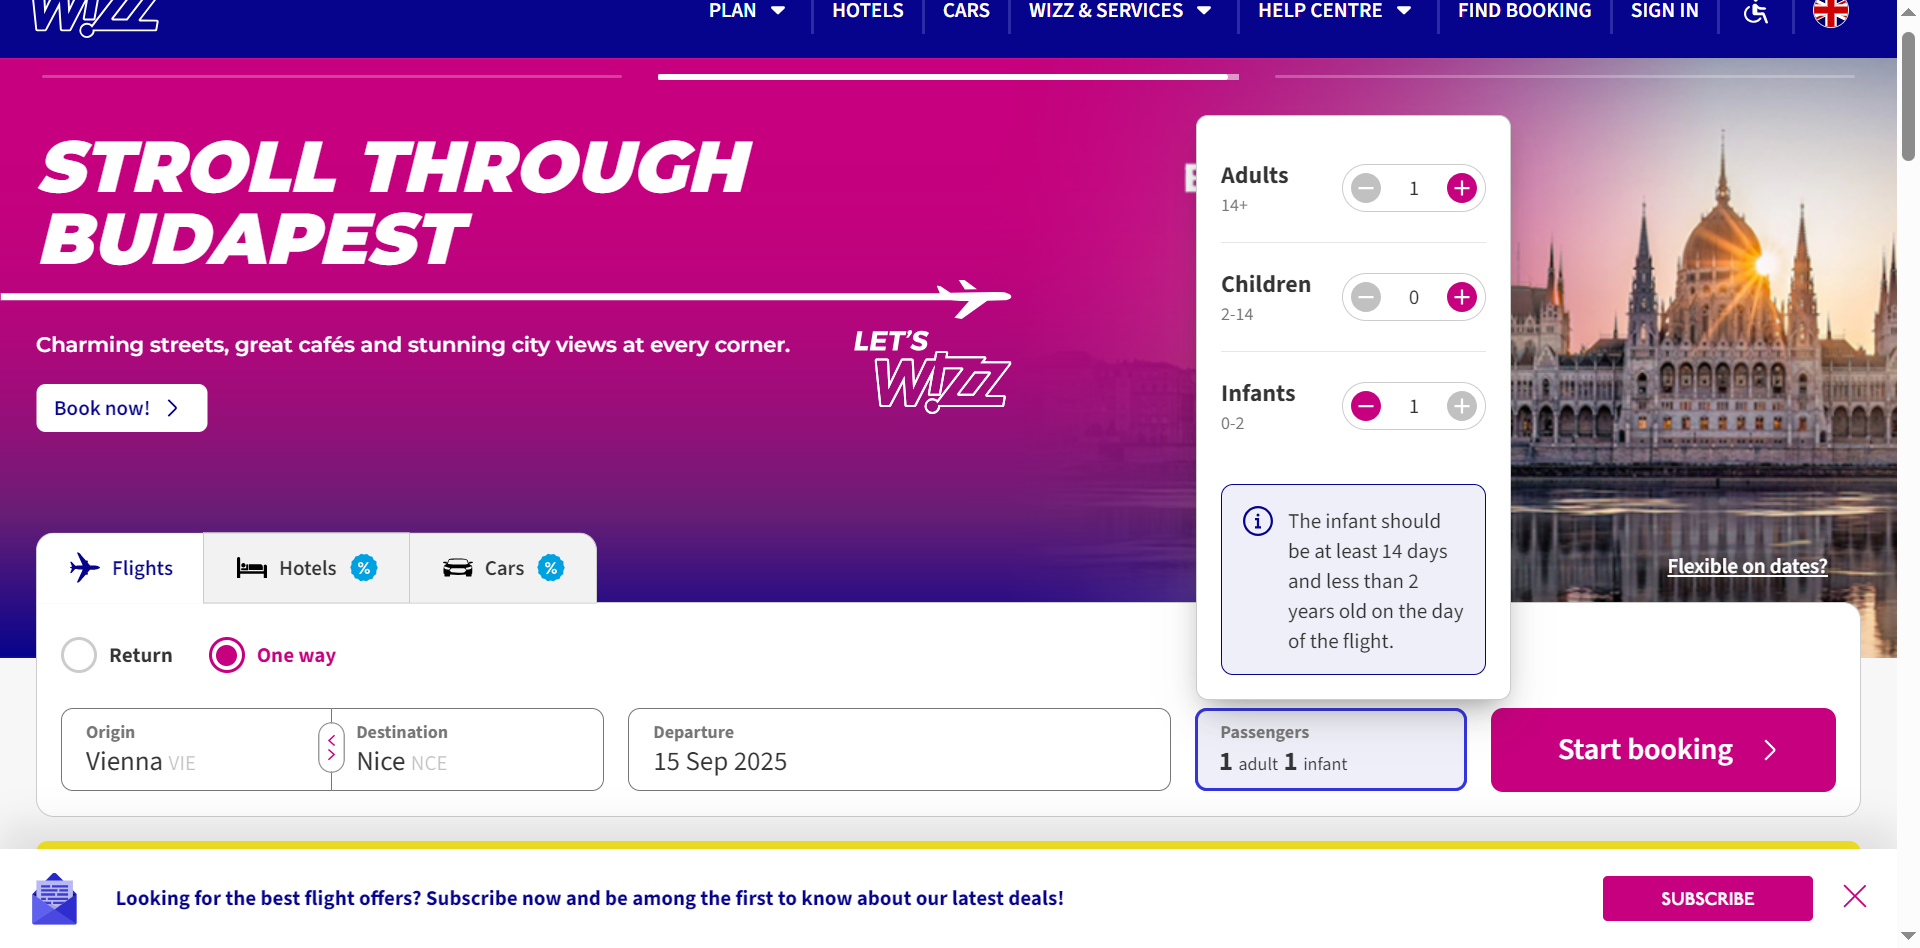 WIZZ
PLAN
HOTELS
CARS
WIZZ & SERVICES
HELP CENTRE
FIND BOOKING
SIGN IN
STROLL THROUGH
BUDAPEST
Charming streets, great cafés and stunning city views at every corner.
LET'S
WIZZ
Book now!
Adults
14+
1
Children
2-14
0
Infants
0-2
1
The infant should
be at least 14 days
and less than 2
years old on the day
of the flight.
Flights
Hotels %
Cars %
Flexible on dates?
Return
One way
Origin
Vienna VIE
Destination
Nice NCE
Departure
15 Sep 2025
Passengers
1 adult 1 infant
Start booking
Looking for the best flight offers? Subscribe now and be among the first to know about our latest deals!
SUBSCRIBE